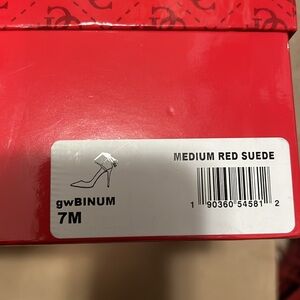 MEDIUM RED SUEDE
gwBINUM
7M
1 90360 54581 2